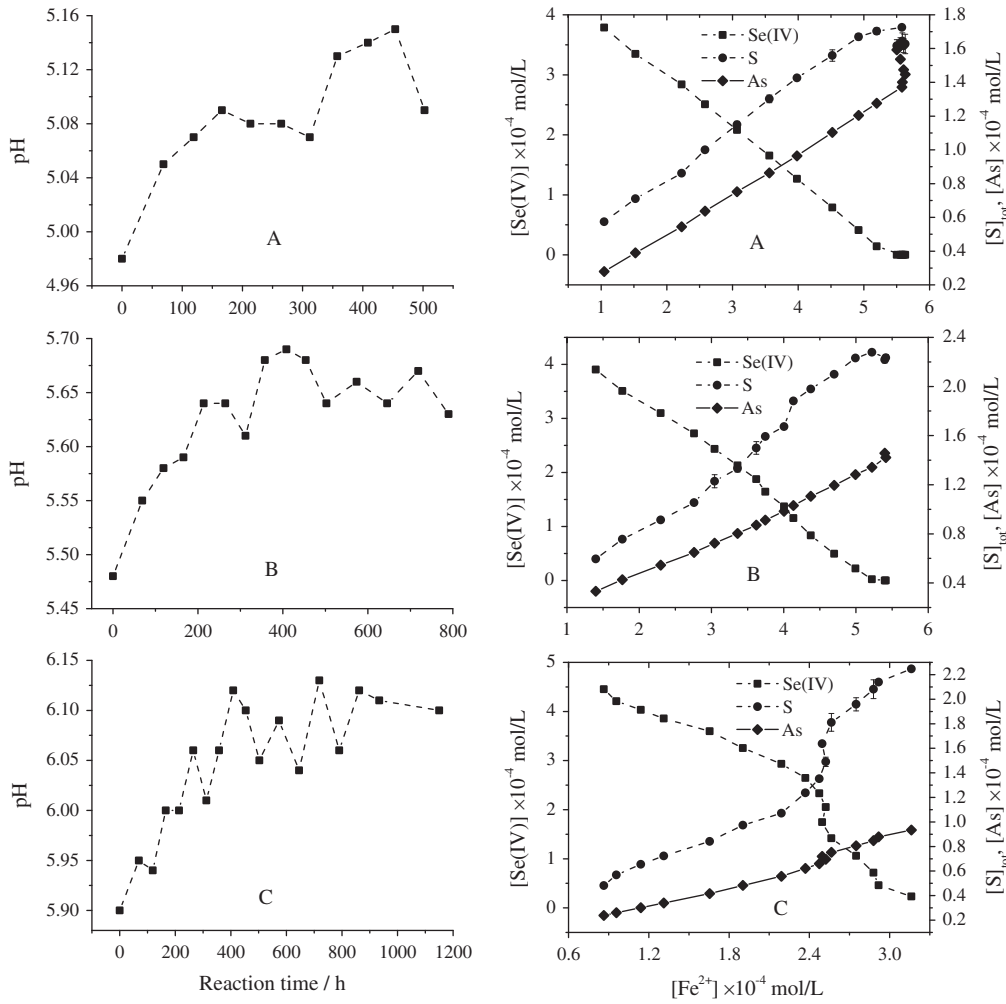 5.16
5.12
5.08
5.04
5.00
4.96
pH
A
0 100 200 300 400 500
4
3
2
1
0
[Se(IV)] ×10⁻⁴ mol/L
Se(IV)
S
As
A
1.8
1.6
1.4
1.2
1.0
0.8
0.6
0.4
0.2
[S]tot, [As] ×10⁻⁴ mol/L
1 2 3 4 5 6
5.70
5.65
5.60
5.55
5.50
5.45
pH
B
0 200 400 600 800
4
3
2
1
0
[Se(IV)] ×10⁻⁴ mol/L
Se(IV)
S
As
B
2.4
2.0
1.6
1.2
0.8
0.4
[S]tot, [As] ×10⁻⁴ mol/L
1 2 3 4 5 6
6.15
6.10
6.05
6.00
5.95
5.90
pH
C
0 200 400 600 800 1000 1200
Reaction time / h
5
4
3
2
1
0
[Se(IV)] ×10⁻⁴ mol/L
Se(IV)
S
As
C
2.2
2.0
1.8
1.6
1.4
1.2
1.0
0.8
0.6
0.4
0.2
[S]tot, [As] ×10⁻⁴ mol/L
0.6 1.2 1.8 2.4 3.0
[Fe²⁺] ×10⁻⁴ mol/L